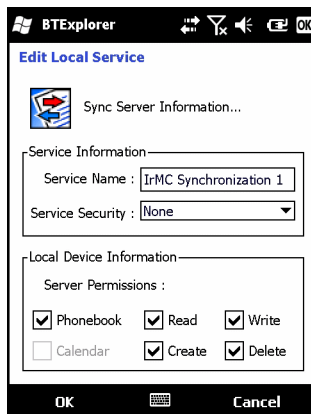 BTExplorer OK
Edit Local Service
Sync Server Information...
Service Information
Service Name : IrMC Synchronization 1
Service Security : None
Local Device Information
Server Permissions :
Phonebook Read Write
Calendar Create Delete
OK Cancel